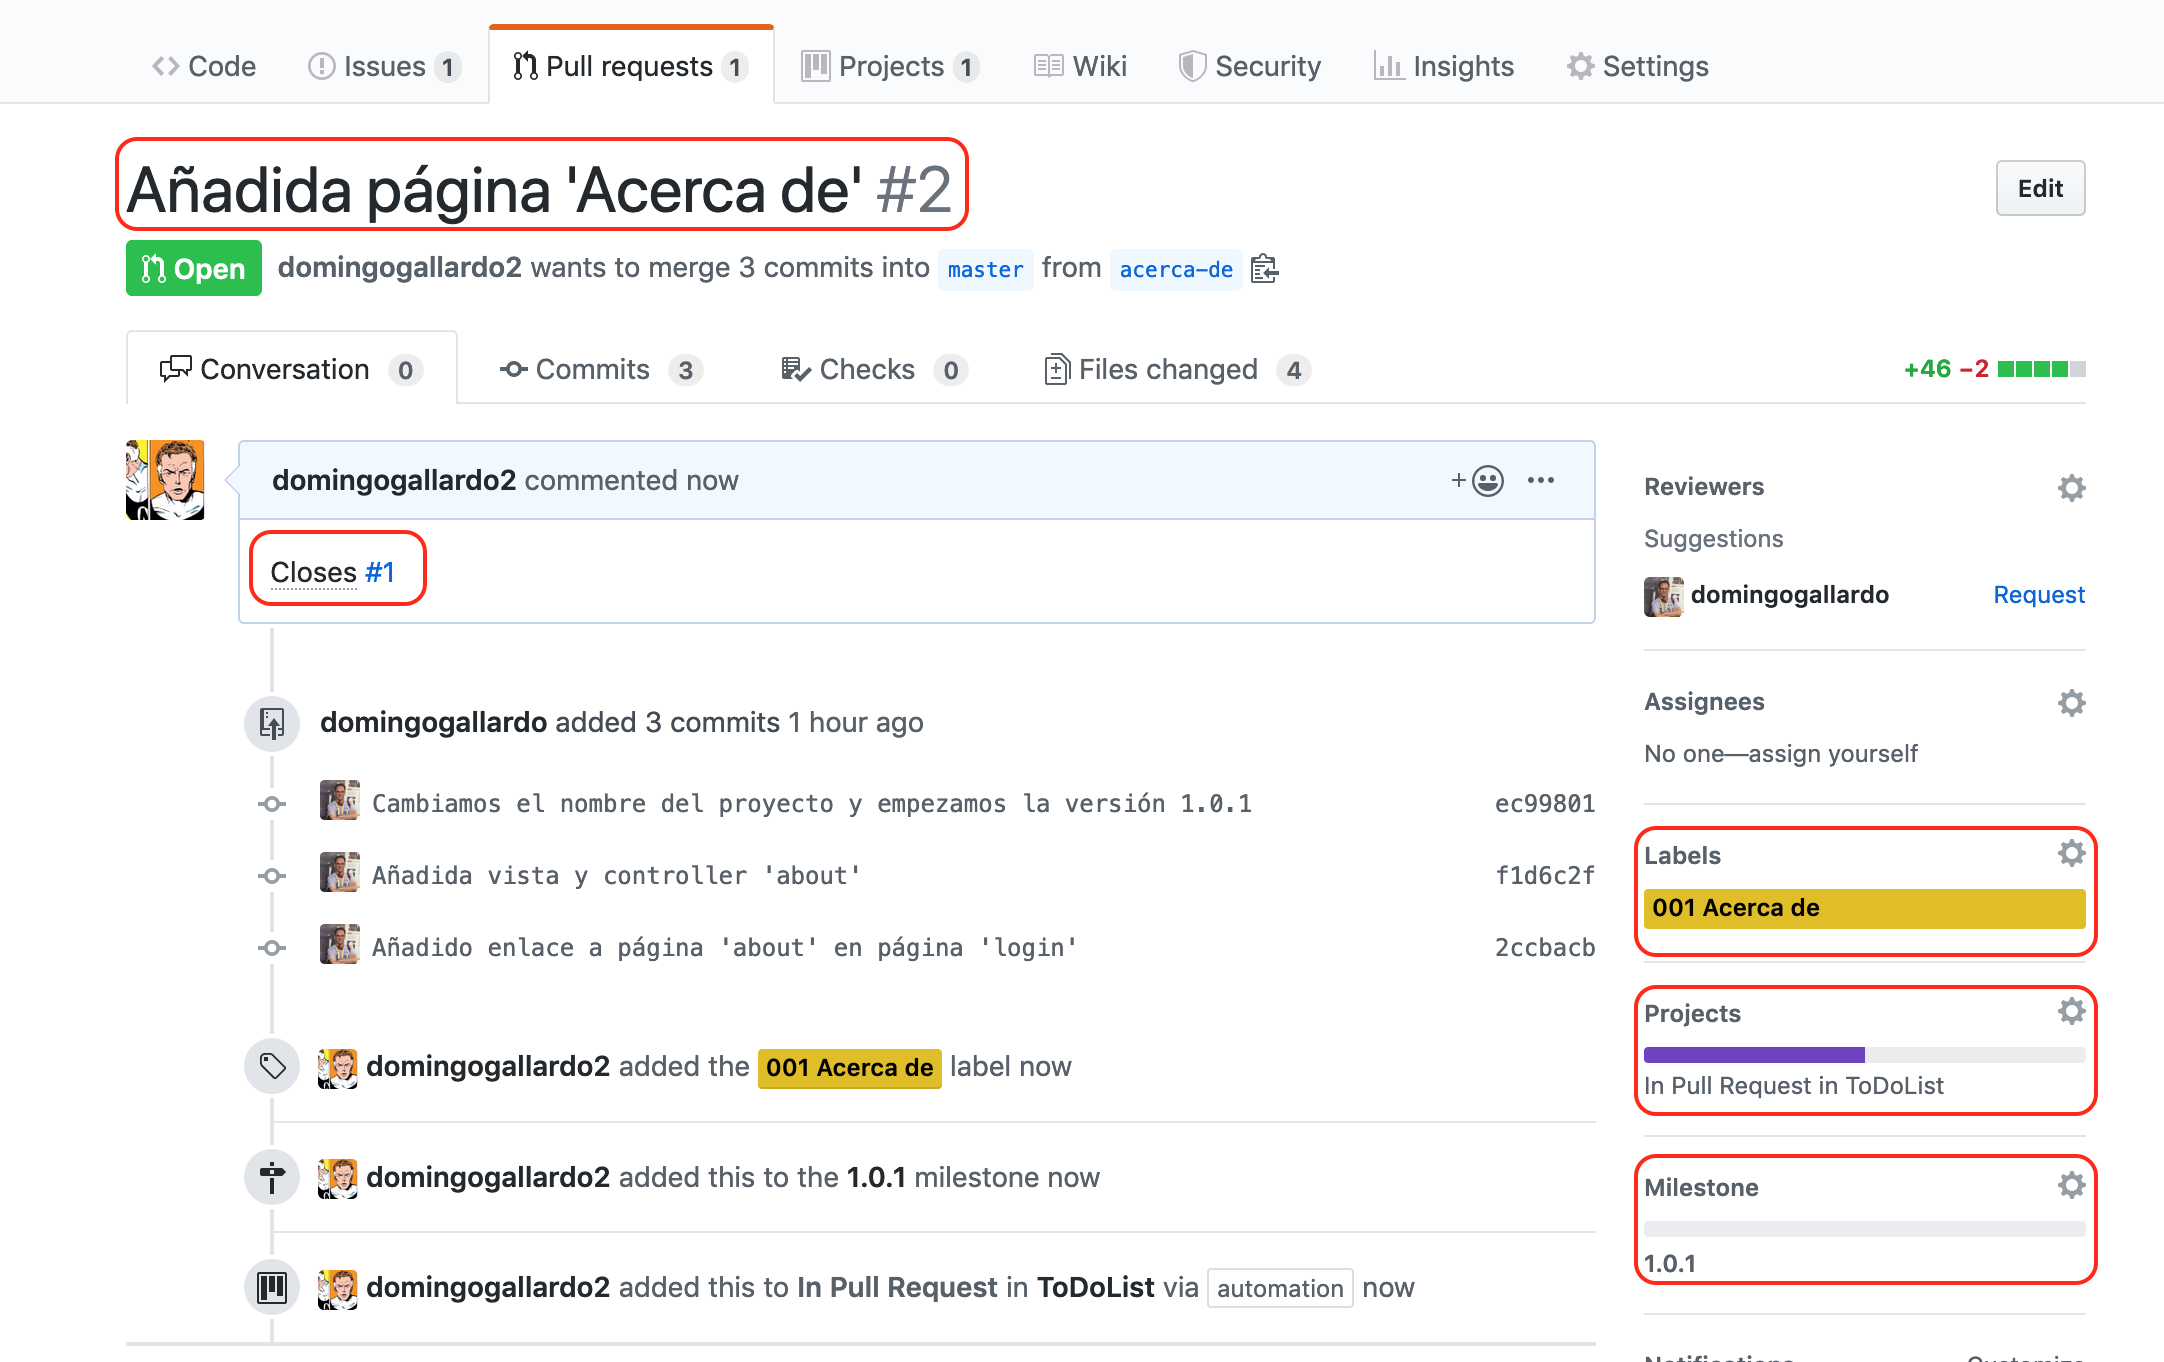 Code Issues 1 Pull requests 1 Projects 1 Wiki Security Insights Settings
Añadida página 'Acerca de' #2
Edit
Open domingogallardo2 wants to merge 3 commits into master from acerca-de
Conversation 0 Commits 3 Checks 0 Files changed 4 +46 −2
domingogallardo2 commented now
Closes #1
domingogallardo added 3 commits 1 hour ago
Cambiamos el nombre del proyecto y empezamos la versión 1.0.1 ec99801
Añadida vista y controller 'about' f1d6c2f
Añadido enlace a página 'about' en página 'login' 2ccbacb
domingogallardo2 added the 001 Acerca de label now
domingogallardo2 added this to the 1.0.1 milestone now
domingogallardo2 added this to In Pull Request in ToDoList via automation now
Reviewers
Suggestions
domingogallardo Request
Assignees
No one—assign yourself
Labels
001 Acerca de
Projects
In Pull Request in ToDoList
Milestone
1.0.1
Notifications Customize